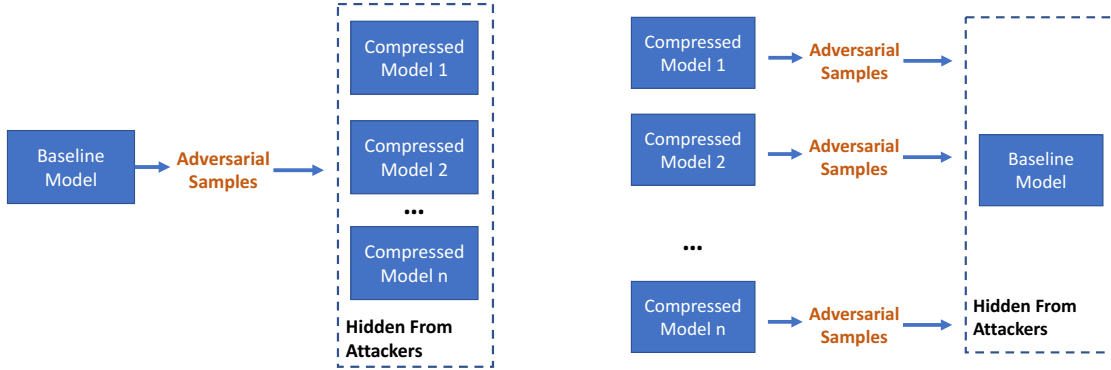 Compressed
Model 1
Baseline
Model
Adversarial
Samples
Compressed
Model 2
...
Compressed
Model n
Hidden From
Attackers
Compressed
Model 1
Adversarial
Samples
Compressed
Model 2
Adversarial
Samples
Baseline
Model
...
Compressed
Model n
Adversarial
Samples
Hidden From
Attackers